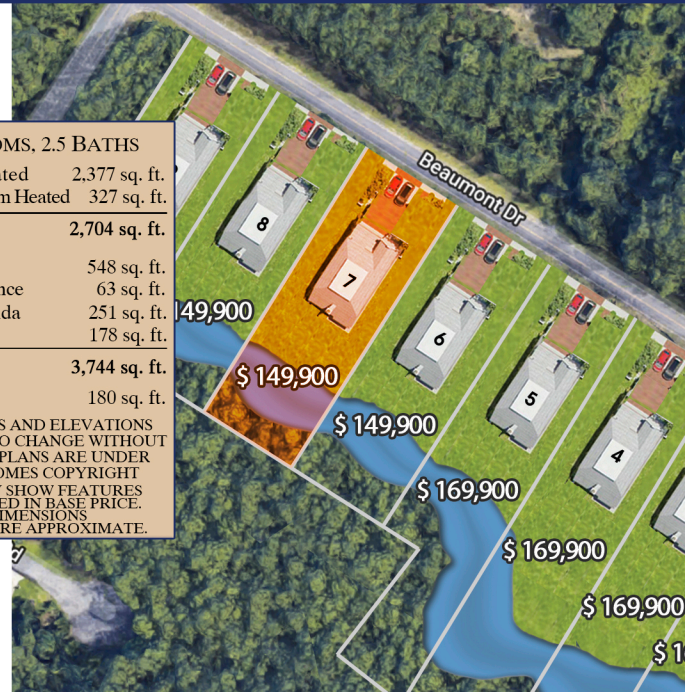 OMS, 2.5 BATHS
ated 2,377 sq. ft.
m Heated 327 sq. ft.
2,704 sq. ft.
548 sq. ft.
nce 63 sq. ft.
da 251 sq. ft.
178 sq. ft.
3,744 sq. ft.
180 sq. ft.
S AND ELEVATIONS
O CHANGE WITHOUT
PLANS ARE UNDER
OMES COPYRIGHT
Y SHOW FEATURES
ED IN BASE PRICE.
IMENSIONS
RE APPROXIMATE.
Beaumont Dr
8
7
6
5
4
149,900
$ 149,900
$ 149,900
$ 169,900
$ 169,900
$ 169,900
$ 1
d